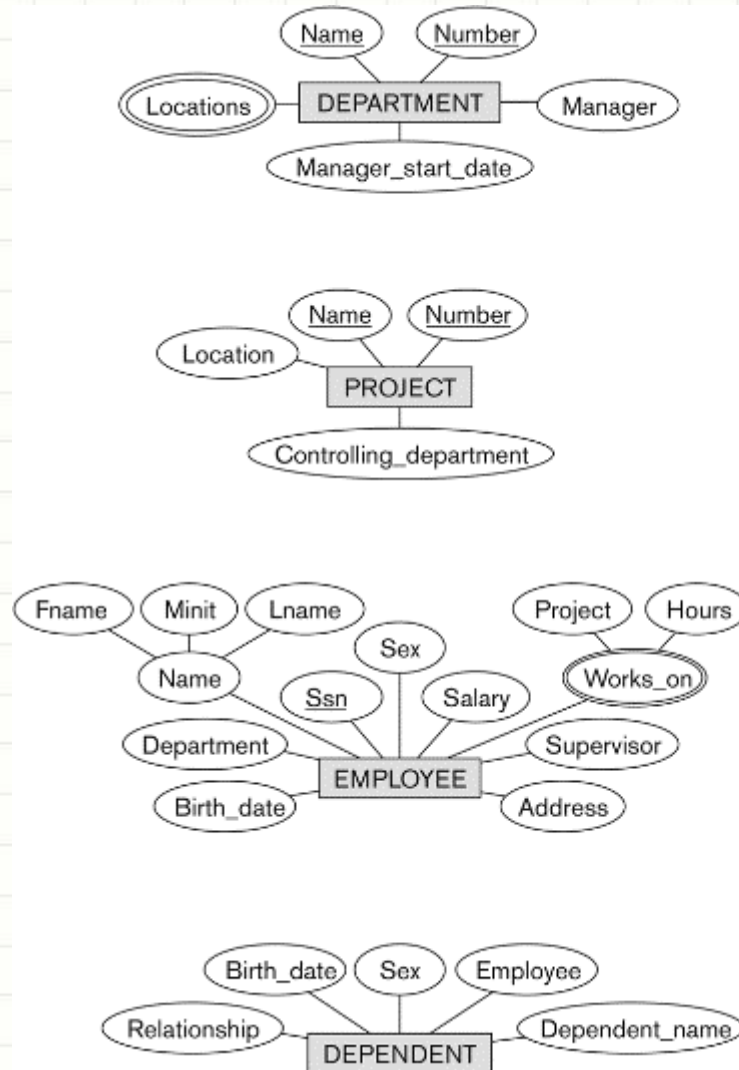 Name Number
Locations DEPARTMENT Manager
Manager_start_date
Name Number
Location
PROJECT
Controlling_department
Fname Minit Lname Project Hours
Sex
Name Works_on
Ssn Salary
Department Supervisor
EMPLOYEE
Birth_date Address
Birth_date Sex Employee
Relationship Dependent_name
DEPENDENT